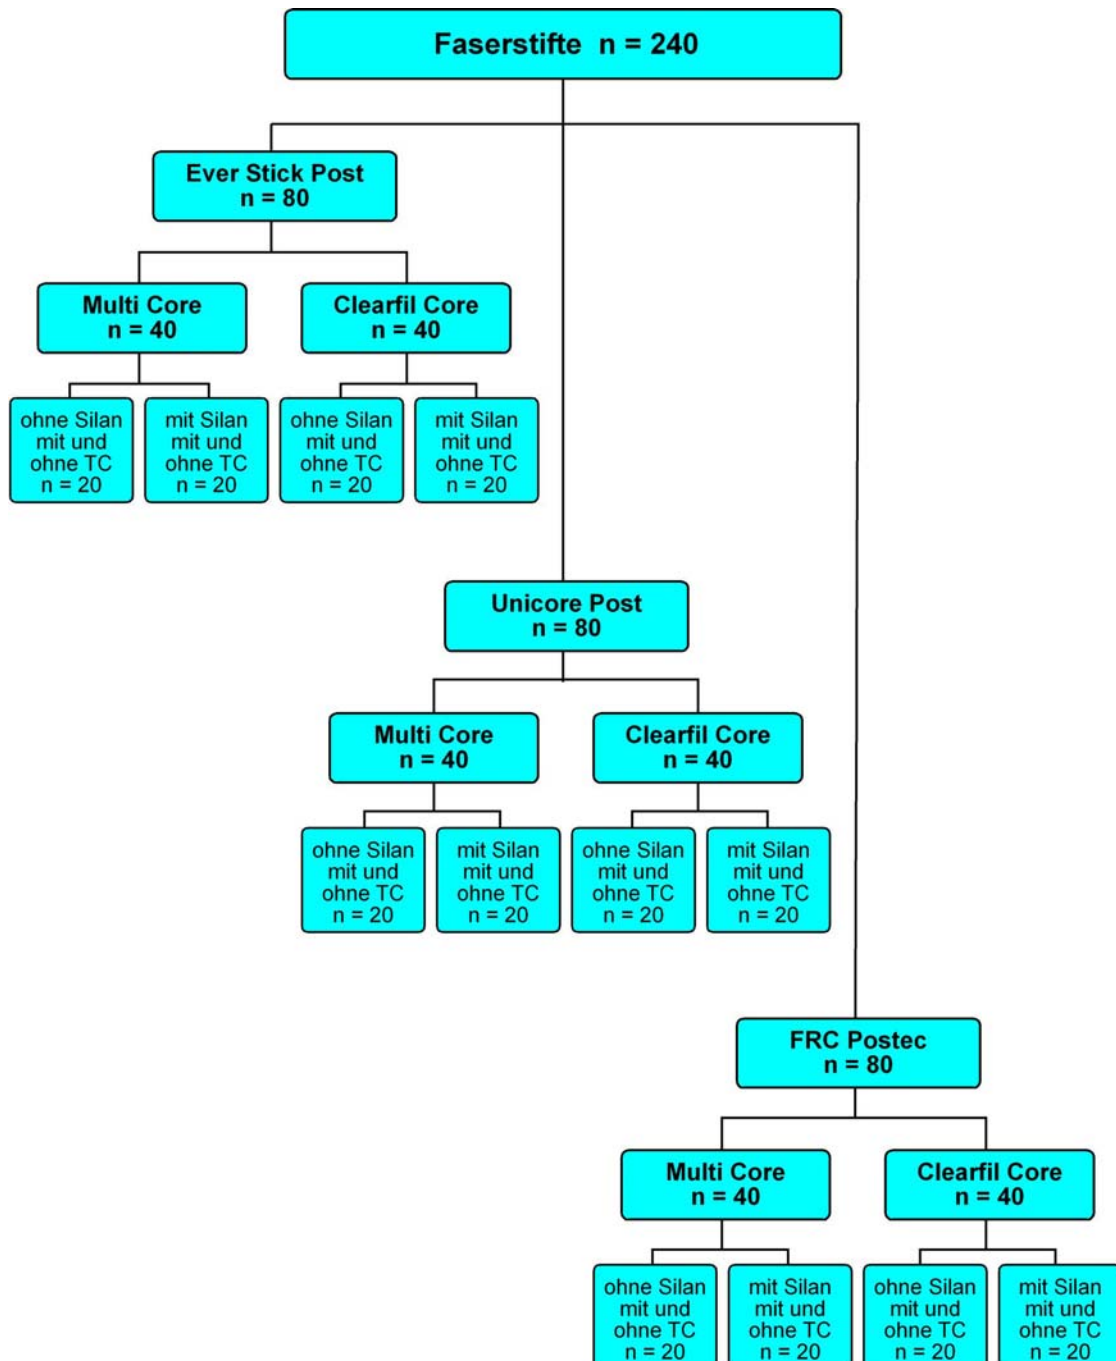 Faserstifte n = 240
Ever Stick Post
n = 80
Multi Core
n = 40
Clearfil Core
n = 40
ohne Silan
mit und
ohne TC
n = 20
mit Silan
mit und
ohne TC
n = 20
ohne Silan
mit und
ohne TC
n = 20
mit Silan
mit und
ohne TC
n = 20
Unicore Post
n = 80
Multi Core
n = 40
Clearfil Core
n = 40
ohne Silan
mit und
ohne TC
n = 20
mit Silan
mit und
ohne TC
n = 20
ohne Silan
mit und
ohne TC
n = 20
mit Silan
mit und
ohne TC
n = 20
FRC Postec
n = 80
Multi Core
n = 40
Clearfil Core
n = 40
ohne Silan
mit und
ohne TC
n = 20
mit Silan
mit und
ohne TC
n = 20
ohne Silan
mit und
ohne TC
n = 20
mit Silan
mit und
ohne TC
n = 20